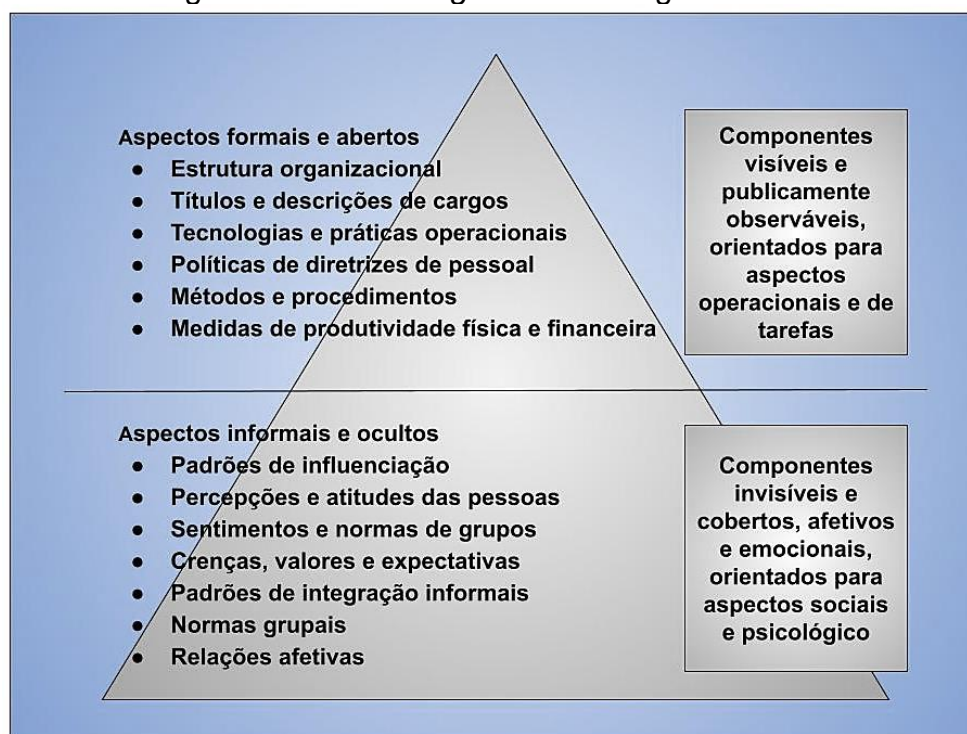 Aspectos formais e abertos
● Estrutura organizacional
● Títulos e descrições de cargos
● Tecnologias e práticas operacionais
● Políticas de diretrizes de pessoal
● Métodos e procedimentos
● Medidas de produtividade física e financeira
Componentes
visíveis e
publicamente
observáveis,
orientados para
aspectos
operacionais e de
tarefas
Aspectos informais e ocultos
● Padrões de influenciação
● Percepções e atitudes das pessoas
● Sentimentos e normas de grupos
● Crenças, valores e expectativas
● Padrões de integração informais
● Normas grupais
● Relações afetivas
Componentes
invisíveis e
cobertos, afetivos
e emocionais,
orientados para
aspectos sociais
e psicológico